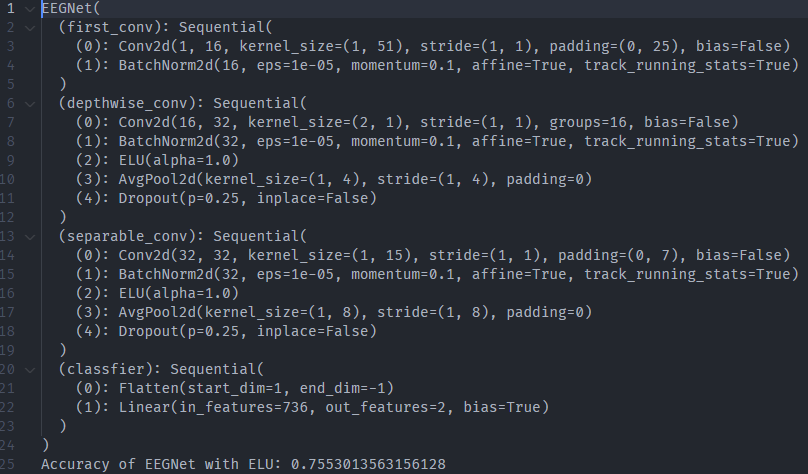 1 EEGNet(
2 (first_conv): Sequential(
3 (0): Conv2d(1, 16, kernel_size=(1, 51), stride=(1, 1), padding=(0, 25), bias=False)
4 (1): BatchNorm2d(16, eps=1e-05, momentum=0.1, affine=True, track_running_stats=True)
5 )
6 (depthwise_conv): Sequential(
7 (0): Conv2d(16, 32, kernel_size=(2, 1), stride=(1, 1), groups=16, bias=False)
8 (1): BatchNorm2d(32, eps=1e-05, momentum=0.1, affine=True, track_running_stats=True)
9 (2): ELU(alpha=1.0)
10 (3): AvgPool2d(kernel_size=(1, 4), stride=(1, 4), padding=0)
11 (4): Dropout(p=0.25, inplace=False)
12 )
13 (separable_conv): Sequential(
14 (0): Conv2d(32, 32, kernel_size=(1, 15), stride=(1, 1), padding=(0, 7), bias=False)
15 (1): BatchNorm2d(32, eps=1e-05, momentum=0.1, affine=True, track_running_stats=True)
16 (2): ELU(alpha=1.0)
17 (3): AvgPool2d(kernel_size=(1, 8), stride=(1, 8), padding=0)
18 (4): Dropout(p=0.25, inplace=False)
19 )
20 (classfier): Sequential(
21 (0): Flatten(start_dim=1, end_dim=-1)
22 (1): Linear(in_features=736, out_features=2, bias=True)
23 )
24 )
25 Accuracy of EEGNet with ELU: 0.7553013563156128